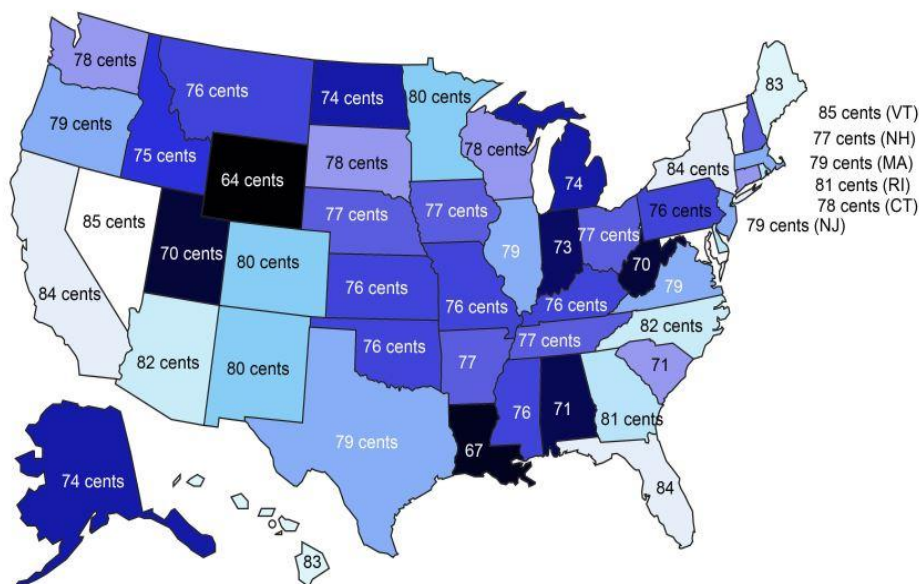 78 cents
76 cents
74 cents
80 cents
83
85 cents (VT)
77 cents (NH)
79 cents (MA)
81 cents (RI)
78 cents (CT)
79 cents (NJ)
79 cents
75 cents
64 cents
78 cents
78 cents
74
84 cents
76 cents
85 cents
77 cents
77 cents
79
73
77 cents
70
70 cents
80 cents
76 cents
76 cents
76 cents
79
84 cents
82 cents
80 cents
76 cents
77
77 cents
82 cents
71
76
71
81 cents
79 cents
67
84
74 cents
83